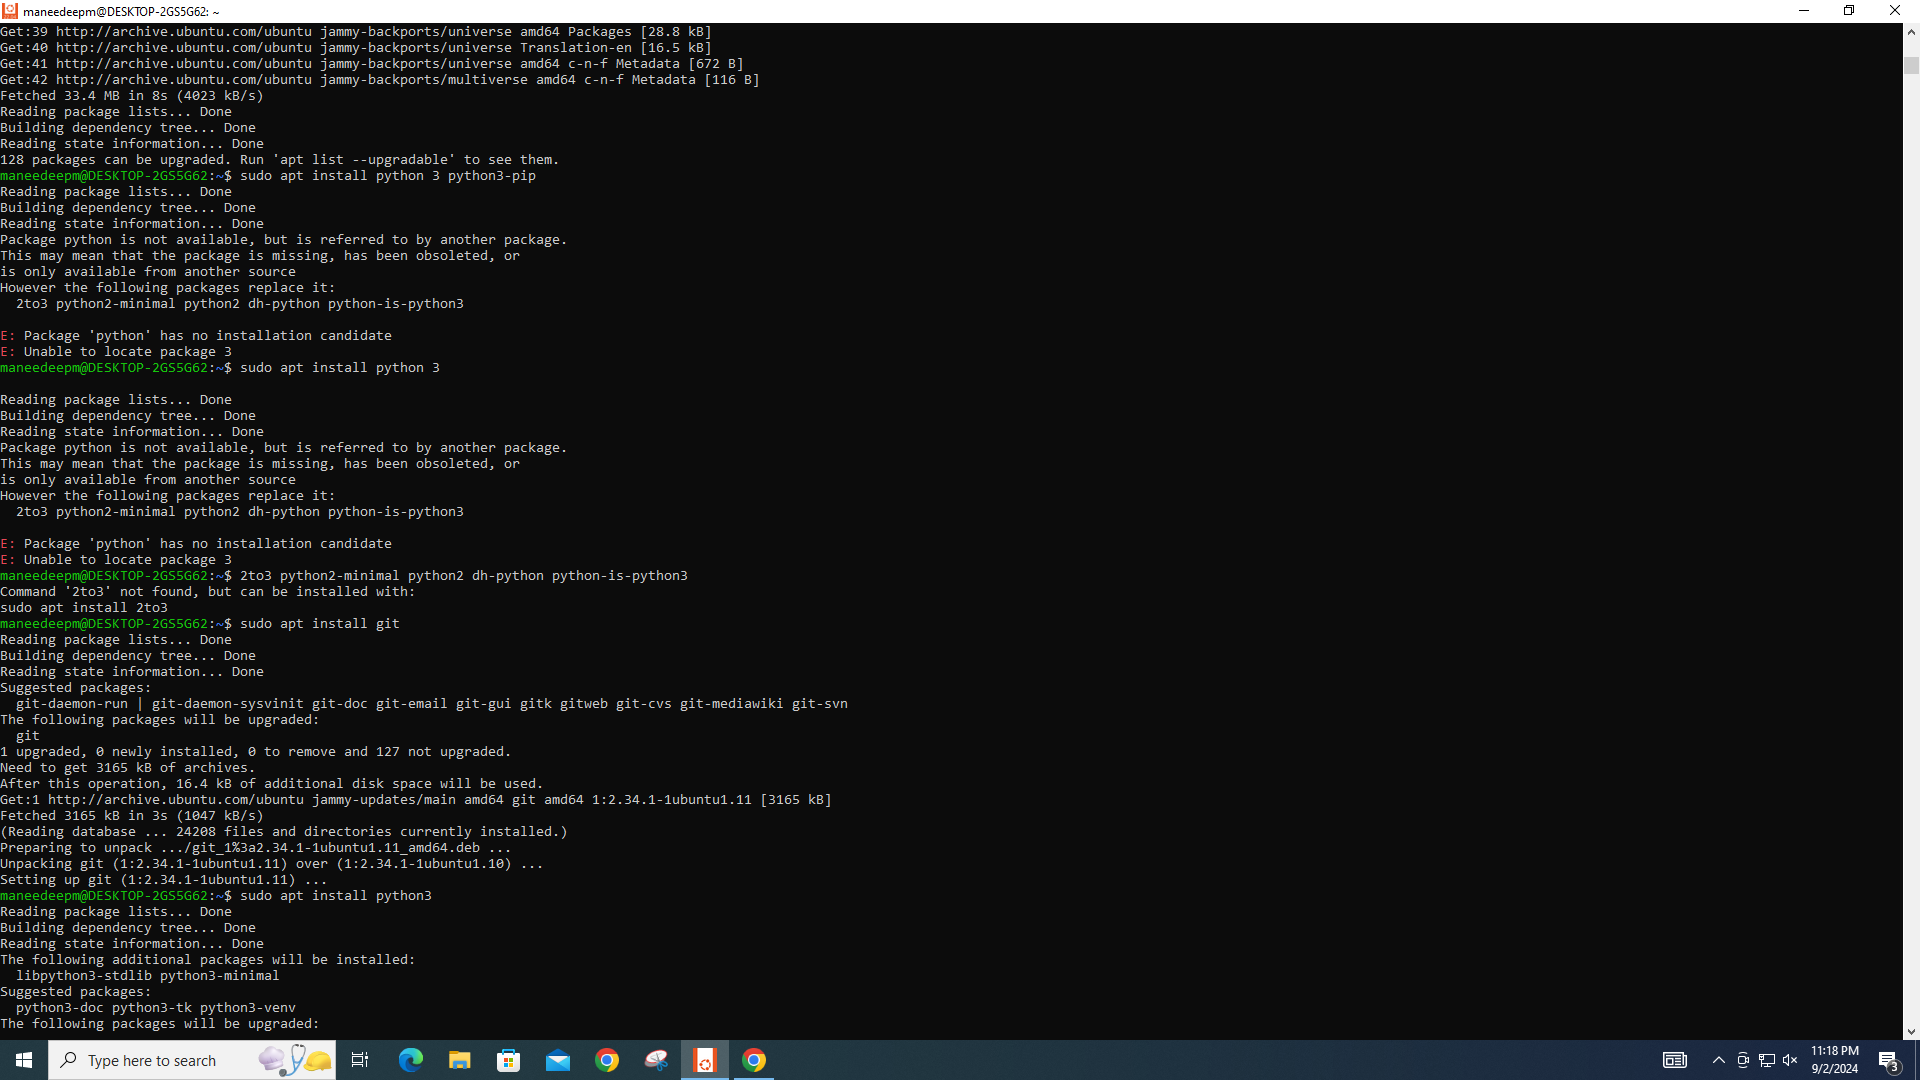 maneedeepm@DESKTOP-2GS5G62: ~
Get:39 http://archive.ubuntu.com/ubuntu jammy-backports/universe amd64 Packages [28.8 kB]
Get:40 http://archive.ubuntu.com/ubuntu jammy-backports/universe Translation-en [16.5 kB]
Get:41 http://archive.ubuntu.com/ubuntu jammy-backports/universe amd64 c-n-f Metadata [672 B]
Get:42 http://archive.ubuntu.com/ubuntu jammy-backports/multiverse amd64 c-n-f Metadata [116 B]
Fetched 33.4 MB in 8s (4023 kB/s)
Reading package lists... Done
Building dependency tree... Done
Reading state information... Done
128 packages can be upgraded. Run 'apt list --upgradable' to see them.
maneedeepm@DESKTOP-2GS5G62:~$ sudo apt install python 3 python3-pip
Reading package lists... Done
Building dependency tree... Done
Reading state information... Done
Package python is not available, but is referred to by another package.
This may mean that the package is missing, has been obsoleted, or
is only available from another source
However the following packages replace it:
  2to3 python2-minimal python2 dh-python python-is-python3
E: Package 'python' has no installation candidate
E: Unable to locate package 3
maneedeepm@DESKTOP-2GS5G62:~$ sudo apt install python 3
Reading package lists... Done
Building dependency tree... Done
Reading state information... Done
Package python is not available, but is referred to by another package.
This may mean that the package is missing, has been obsoleted, or
is only available from another source
However the following packages replace it:
  2to3 python2-minimal python2 dh-python python-is-python3
E: Package 'python' has no installation candidate
E: Unable to locate package 3
maneedeepm@DESKTOP-2GS5G62:~$ 2to3 python2-minimal python2 dh-python python-is-python3
Command '2to3' not found, but can be installed with:
sudo apt install 2to3
maneedeepm@DESKTOP-2GS5G62:~$ sudo apt install git
Reading package lists... Done
Building dependency tree... Done
Reading state information... Done
Suggested packages:
  git-daemon-run | git-daemon-sysvinit git-doc git-email git-gui gitk gitweb git-cvs git-mediawiki git-svn
The following packages will be upgraded:
  git
1 upgraded, 0 newly installed, 0 to remove and 127 not upgraded.
Need to get 3165 kB of archives.
After this operation, 16.4 kB of additional disk space will be used.
Get:1 http://archive.ubuntu.com/ubuntu jammy-updates/main amd64 git amd64 1:2.34.1-1ubuntu1.11 [3165 kB]
Fetched 3165 kB in 3s (1047 kB/s)
(Reading database ... 24208 files and directories currently installed.)
Preparing to unpack .../git_1%3a2.34.1-1ubuntu1.11_amd64.deb ...
Unpacking git (1:2.34.1-1ubuntu1.11) over (1:2.34.1-1ubuntu1.10) ...
Setting up git (1:2.34.1-1ubuntu1.11) ...
maneedeepm@DESKTOP-2GS5G62:~$ sudo apt install python3
Reading package lists... Done
Building dependency tree... Done
Reading state information... Done
The following additional packages will be installed:
  libpython3-stdlib python3-minimal
Suggested packages:
  python3-doc python3-tk python3-venv
The following packages will be upgraded:
Type here to search
11:18 PM
9/2/2024
3